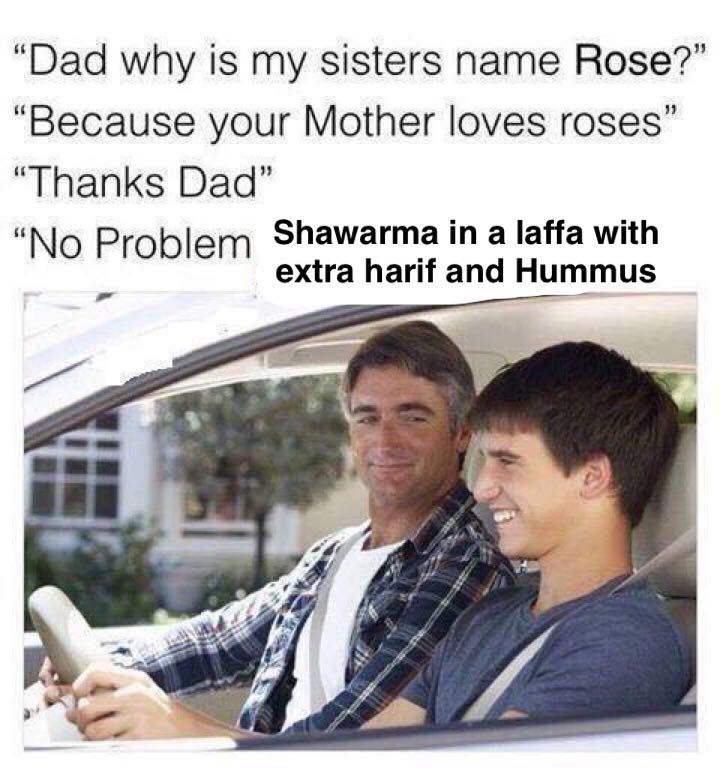 “Dad why is my sisters name Rose?”
“Because your Mother loves roses”
“Thanks Dad”
“No Problem Shawarma in a laffa with
extra harif and Hummus